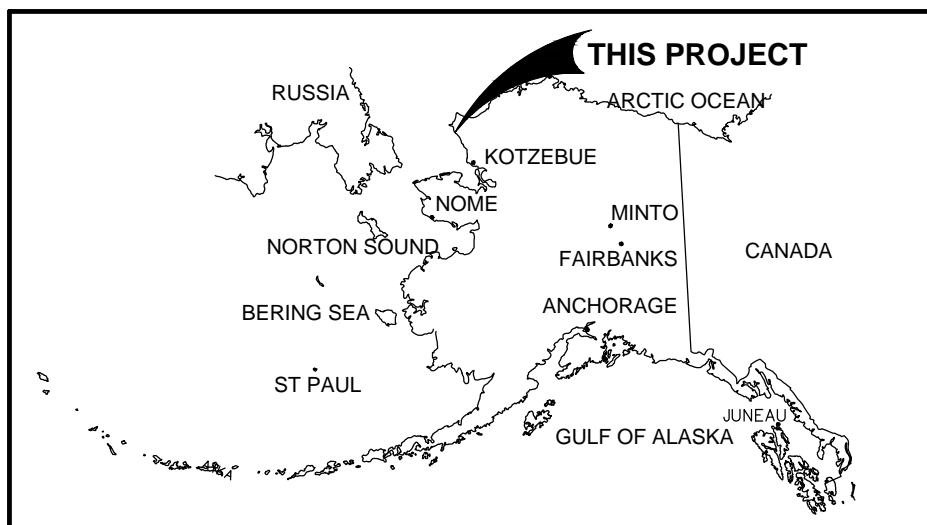 THIS PROJECT
RUSSIA
ARCTIC OCEAN
KOTZEBUE
NOME
MINTO
NORTON SOUND
FAIRBANKS
CANADA
BERING SEA
ANCHORAGE
ST PAUL
JUNEAU
GULF OF ALASKA